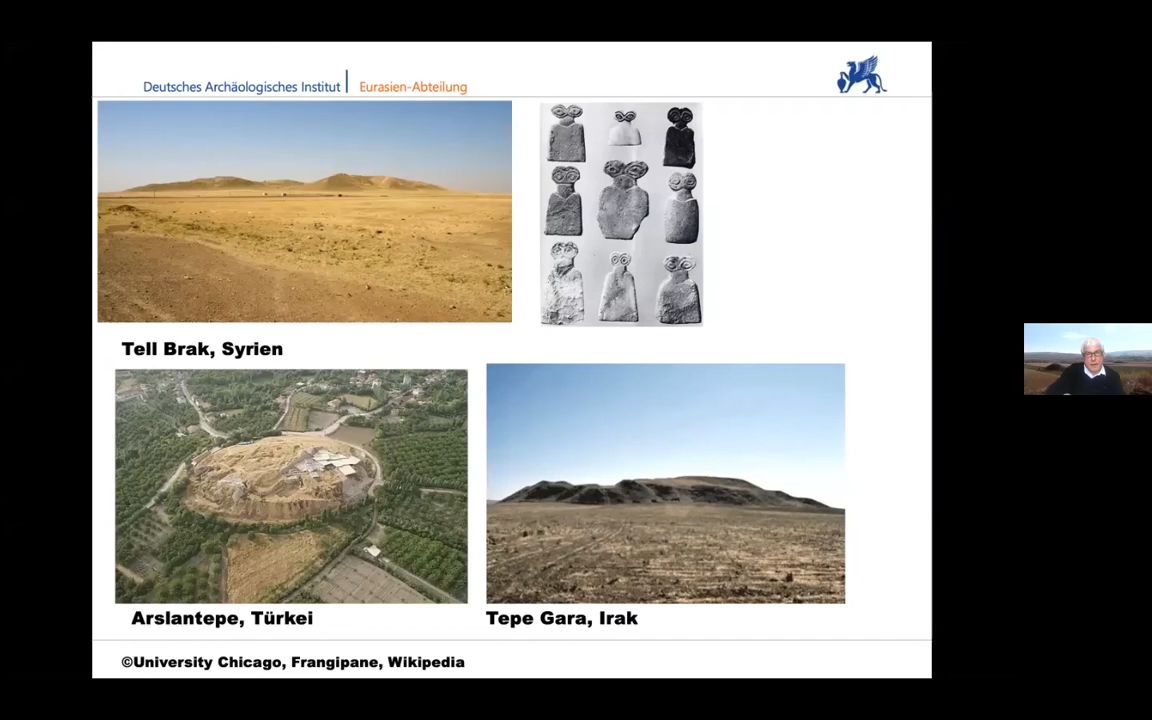 Deutsches Archäologisches Institut | Eurasien-Abteilung
Tell Brak, Syrien
Arslantepe, Türkei
Tepe Gara, Irak
©University Chicago, Frangipane, Wikipedia